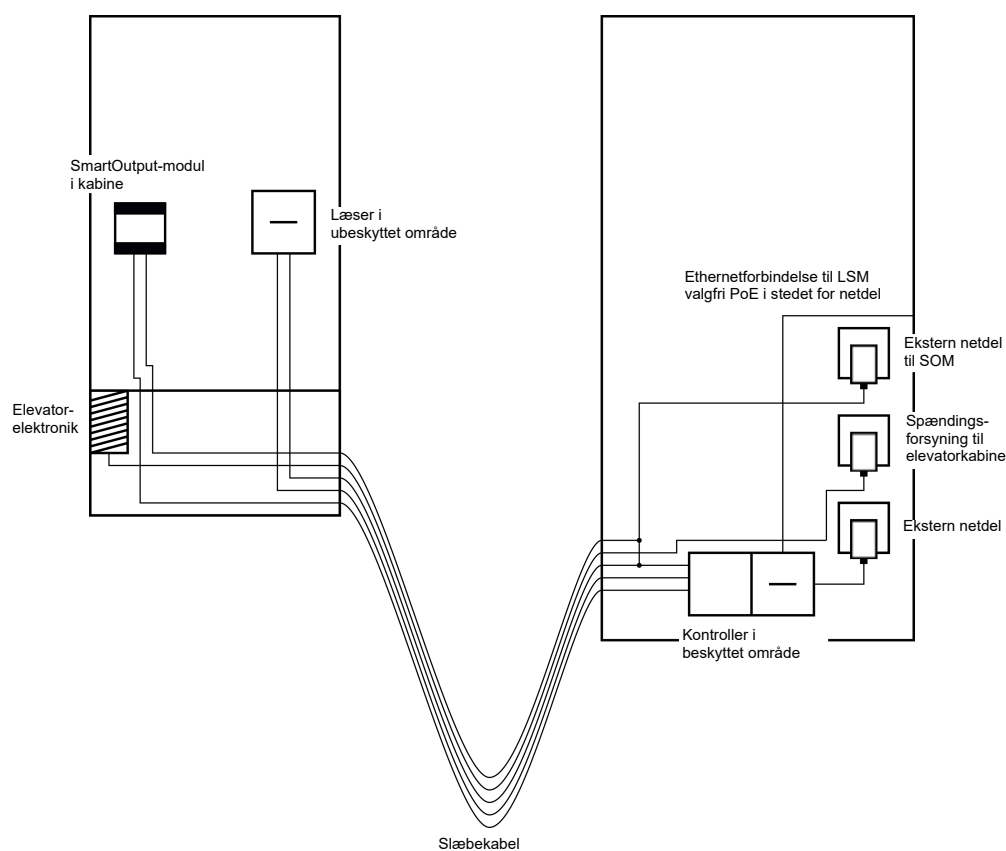 SmartOutput-modul
i kabine
Læser i
ubeskyttet område
Elevator-
elektronik
Ethernetforbindelse til LSM
valgfri PoE i stedet for netdel
Ekstern netdel
til SOM
Spændings-
forsyning til
elevatorkabine
Ekstern netdel
Kontroller i
beskyttet område
Slæbekabel